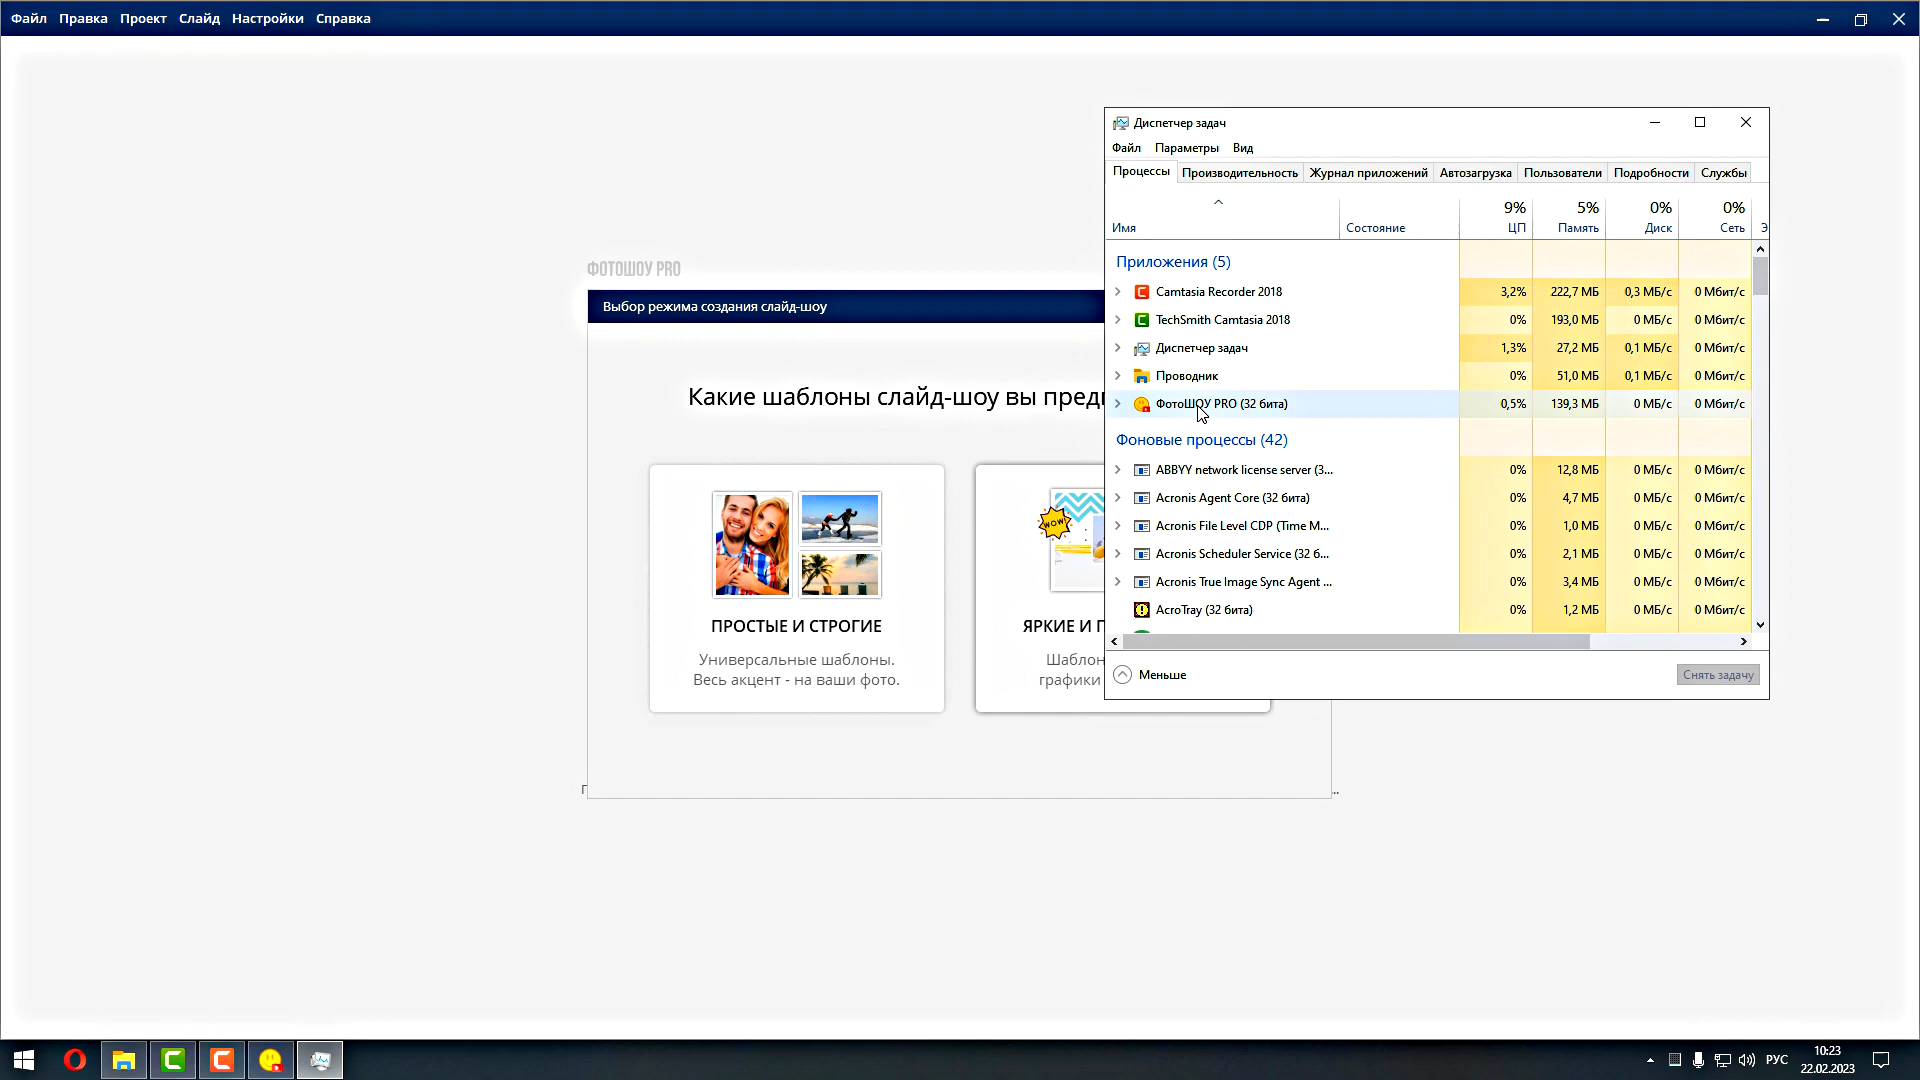 Файл Правка Проект Слайд Настройки Справка
ФОТОШОУ PRO
Выбор режима создания слайд-шоу
Какие шаблоны слайд-шоу вы
WOW
ПРОСТЫЕ И СТРОГИЕ
Универсальные шаблоны.
Весь акцент - на ваши фото.
ЯРКИЕ И
графики
Диспетчер задач
Файл Параметры Вид
Процессы Производительность Журнал приложений Автозагрузка Пользователи Подробности Службы
9% 5% 0% 0%
Имя Состояние ЦП Память Диск Сеть Э
Приложения (5)
Camtasia Recorder 2018 3,2% 222,7 МБ 0,3 МБ/с 0 Мбит/с
TechSmith Camtasia 2018 0% 193,0 МБ 0 МБ/с 0 Мбит/с
Диспетчер задач 1,3% 27,2 МБ 0,1 МБ/с 0 Мбит/с
Проводник 0% 51,0 МБ 0,1 МБ/с 0 Мбит/с
ФотоШОУ PRO (32 бита) 0,5% 139,3 МБ 0 МБ/с 0 Мбит/с
Фоновые процессы (42)
ABBYY network license server (3... 0% 12,8 МБ 0 МБ/с 0 Мбит/с
Acronis Agent Core (32 бита) 0% 4,7 МБ 0 МБ/с 0 Мбит/с
Acronis File Level CDP (Time M... 0% 1,0 МБ 0 МБ/с 0 Мбит/с
Acronis Scheduler Service (32 б... 0% 2,1 МБ 0 МБ/с 0 Мбит/с
Acronis True Image Sync Agent ... 0% 3,4 МБ 0 МБ/с 0 Мбит/с
AcroTray (32 бита) 0% 1,2 МБ 0 МБ/с 0 Мбит/с
Меньше
Снять задачу
РУС
10:23
22.02.2023